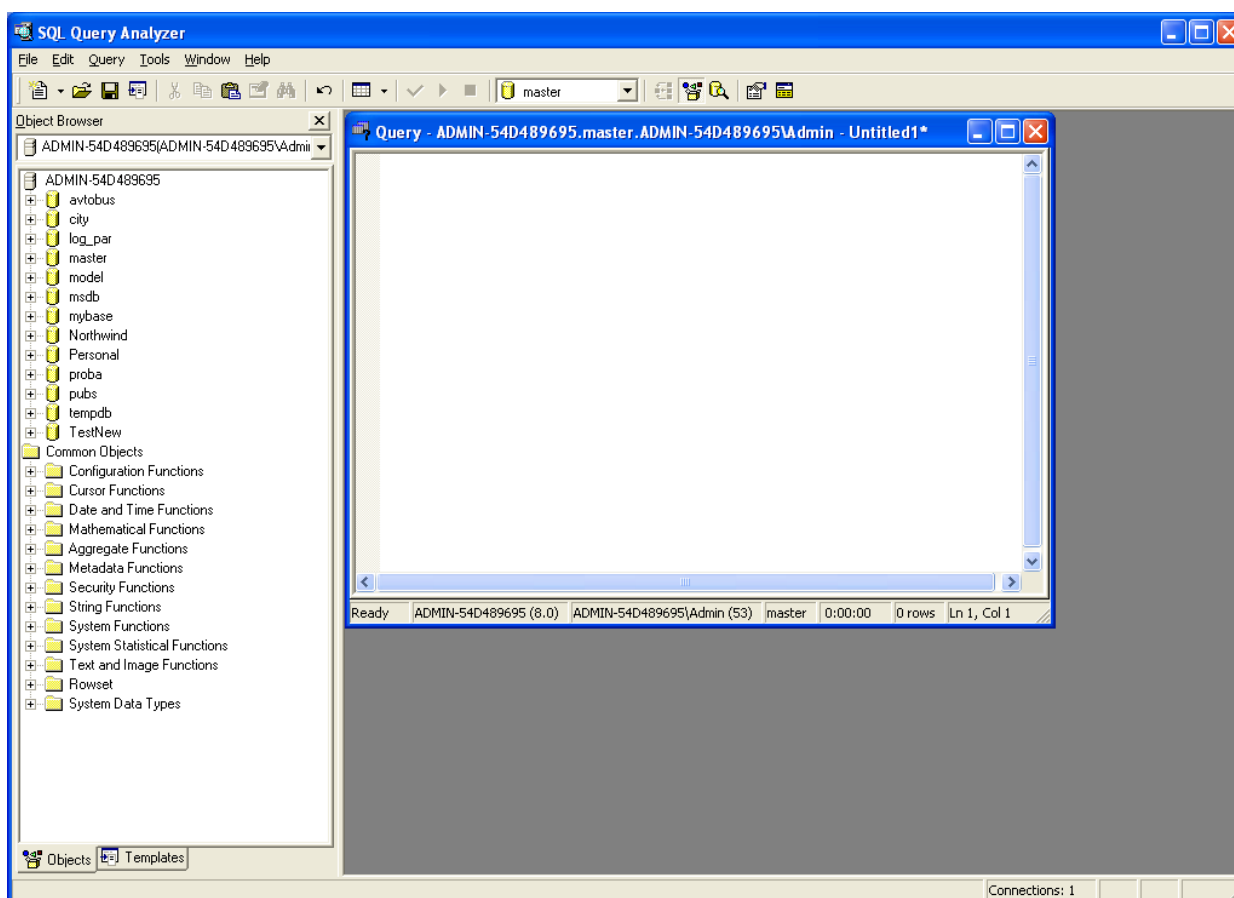 SQL Query Analyzer
File Edit Query Tools Window Help
master
Object Browser
ADMIN-54D489695(ADMIN-54D489695\Admin
ADMIN-54D489695
avtobus
city
log_par
master
model
msdb
mybase
Northwind
Personal
proba
pubs
tempdb
TestNew
Common Objects
Configuration Functions
Cursor Functions
Date and Time Functions
Mathematical Functions
Aggregate Functions
Metadata Functions
Security Functions
String Functions
System Functions
System Statistical Functions
Text and Image Functions
Rowset
System Data Types
Objects Templates
Query - ADMIN-54D489695.master.ADMIN-54D489695\Admin - Untitled1*
Ready ADMIN-54D489695 (8.0) ADMIN-54D489695\Admin (53) master 0:00:00 0 rows Ln 1, Col 1
Connections: 1